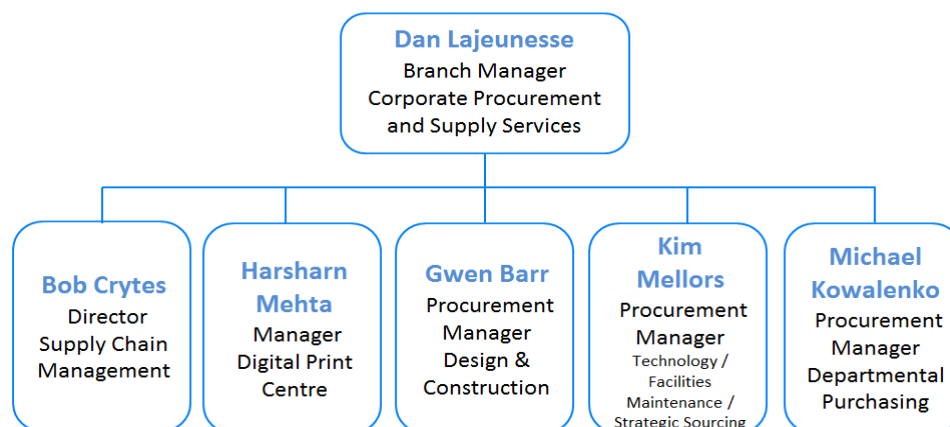 Dan Lajeunesse
Branch Manager
Corporate Procurement
and Supply Services
Bob Crytes
Director
Supply Chain
Management
Harsharn
Mehta
Manager
Digital Print
Centre
Gwen Barr
Procurement
Manager
Design &
Construction
Kim
Mellors
Procurement
Manager
Technology /
Facilities
Maintenance /
Strategic Sourcing
Michael
Kowalenko
Procurement
Manager
Departmental
Purchasing